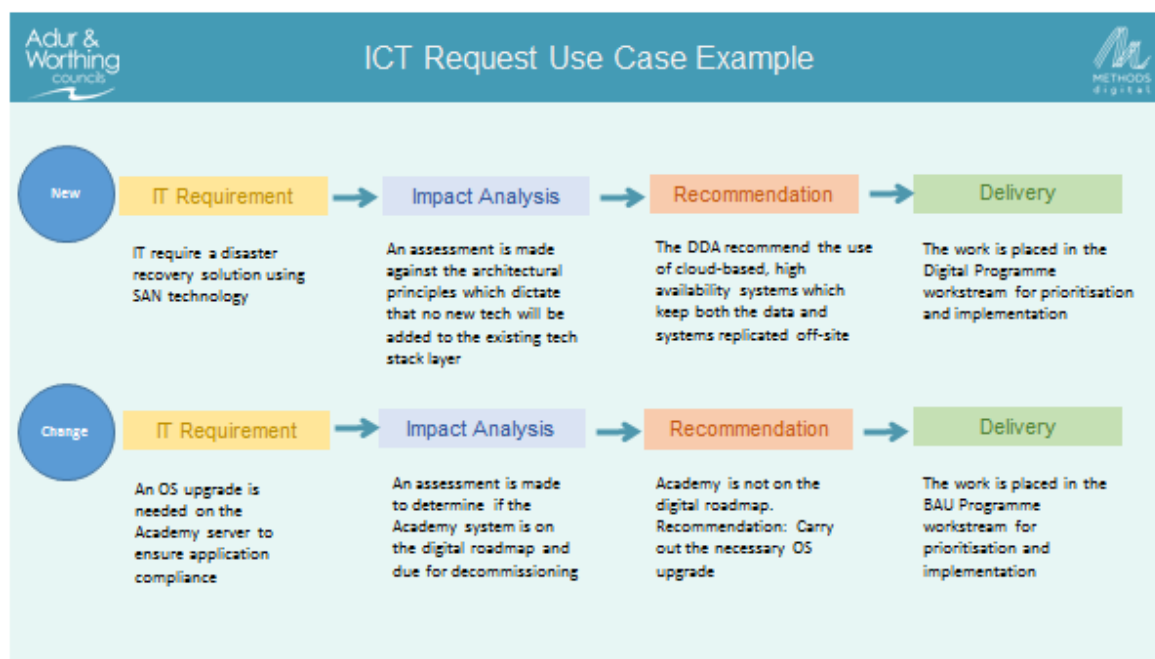 Adur &
Worthing
councils
ICT Request Use Case Example
METHODS
digital
New
IT Requirement
Impact Analysis
Recommendation
Delivery
IT require a disaster
recovery solution using
SAN technology
An assessment is made
against the architectural
principles which dictate
that no new tech will be
added to the existing tech
stack layer
The DDA recommend the use
of cloud-based, high
availability systems which
keep both the data and
systems replicated off-site
The work is placed in the
Digital Programme
workstream for prioritisation
and implementation
Change
IT Requirement
Impact Analysis
Recommendation
Delivery
An OS upgrade is
needed on the
Academy server to
ensure application
compliance
An assessment is made
to determine if the
Academy system is on
the digital roadmap and
due for decommissioning
Academy is not on the
digital roadmap.
Recommendation: Carry
out the necessary OS
upgrade
The work is placed in the
BAU Programme
workstream for
prioritisation and
implementation